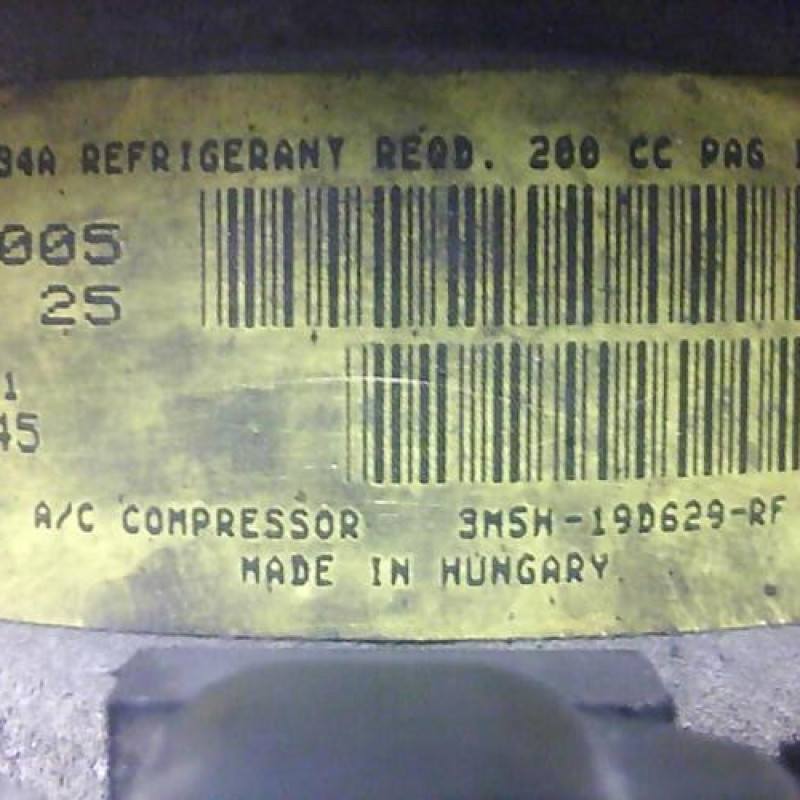 34A REFRIGERANY REQD. 200 CC PAG
005
25
1
45
A/C COMPRESSOR 3M5H-19D629-RF
MADE IN HUNGARY